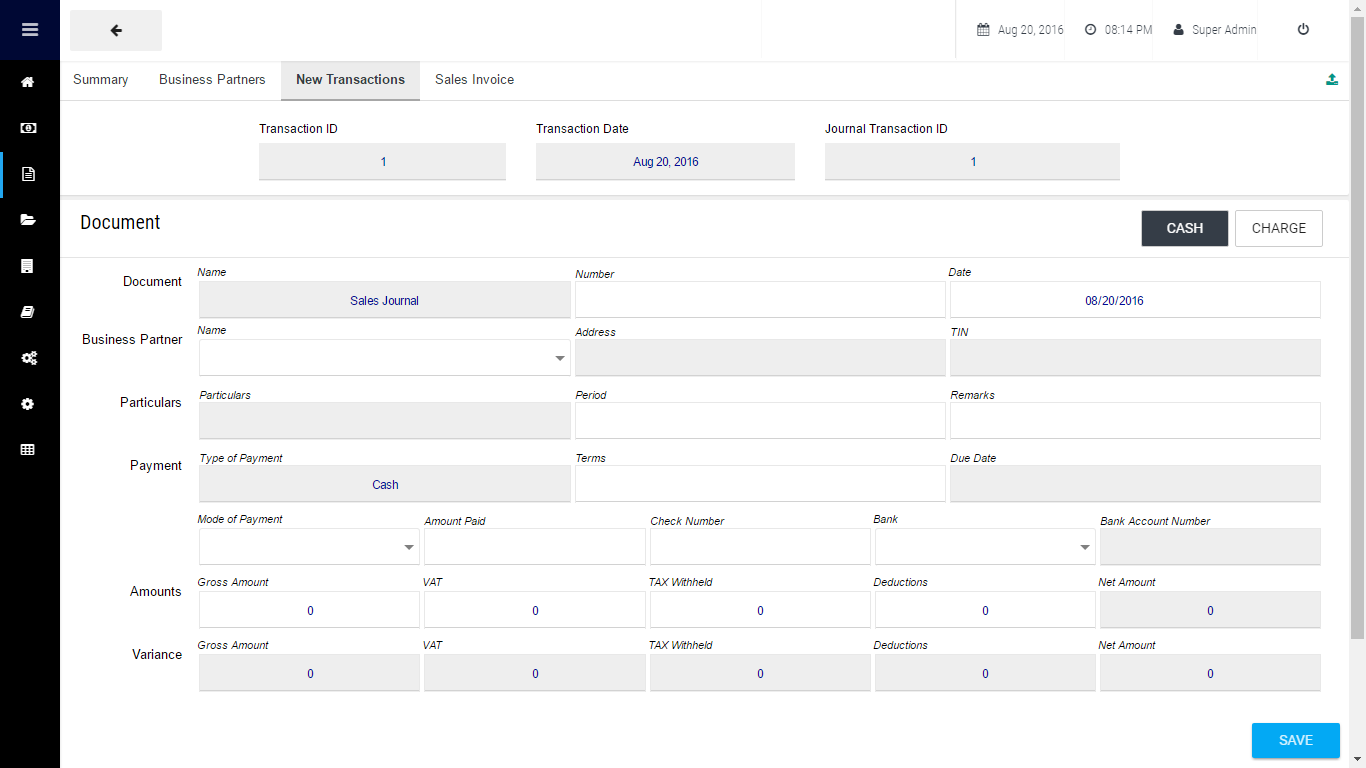 Aug 20, 2016 08:14 PM Super Admin
Summary Business Partners New Transactions Sales Invoice
Transaction ID Transaction Date Journal Transaction ID
1 Aug 20, 2016 1
Document CASH CHARGE
Name Number Date
Document Sales Journal 08/20/2016
Name Address TIN
Business Partner
Particulars Period Remarks
Particulars
Type of Payment Terms Due Date
Payment Cash
Mode of Payment Amount Paid Check Number Bank Bank Account Number
Gross Amount VAT TAX Withheld Deductions Net Amount
Amounts 0 0 0 0 0
Gross Amount VAT TAX Withheld Deductions Net Amount
Variance 0 0 0 0 0
SAVE